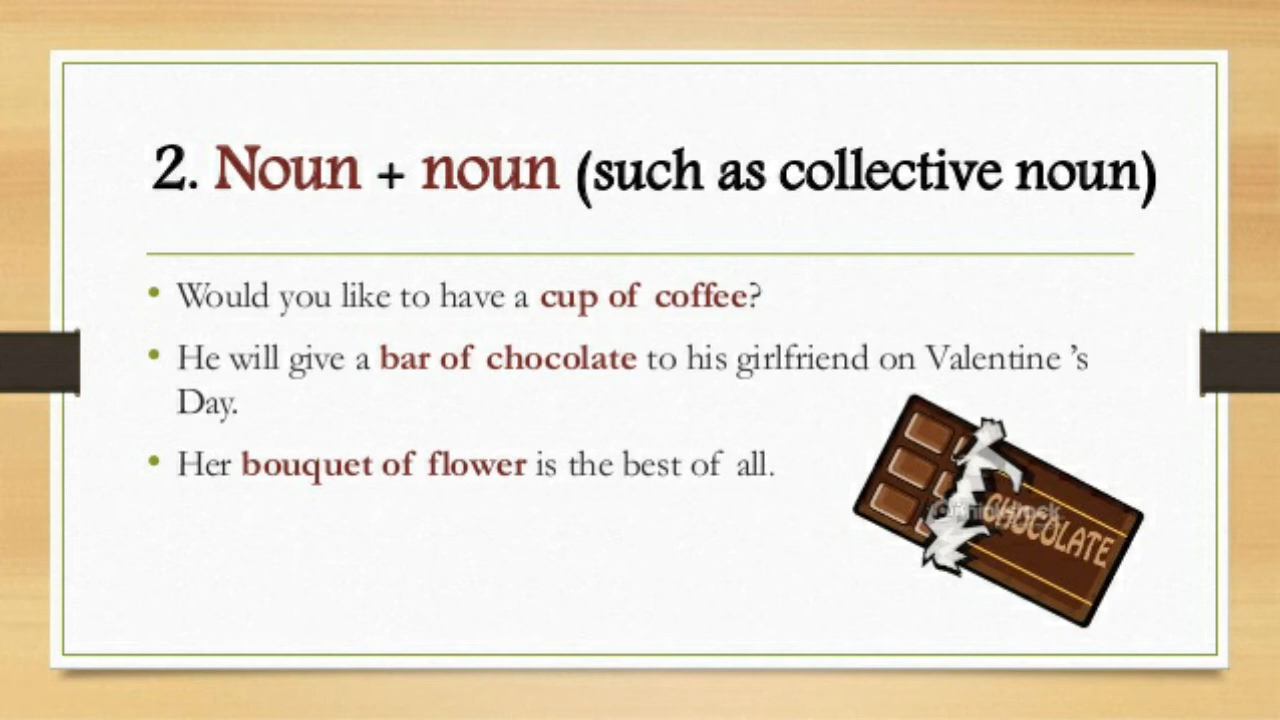 2. Noun + noun (such as collective noun)
• Would you like to have a cup of coffee?
• He will give a bar of chocolate to his girlfriend on Valentine ’s
Day.
• Her bouquet of flower is the best of all.
CHOCOLATE